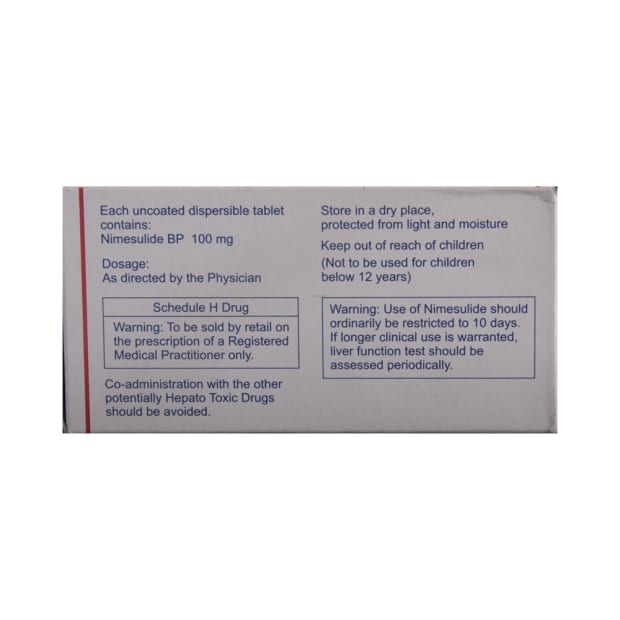 Each uncoated dispersible tablet
contains:
Nimesulide BP 100 mg
Dosage:
As directed by the Physician
Schedule H Drug
Warning: To be sold by retail on
the prescription of a Registered
Medical Practitioner only.
Co-administration with the other
potentially Hepato Toxic Drugs
should be avoided.
Store in a dry place,
protected from light and moisture
Keep out of reach of children
(Not to be used for children
below 12 years)
Warning: Use of Nimesulide should
ordinarily be restricted to 10 days.
If longer clinical use is warranted,
liver function test should be
assessed periodically.